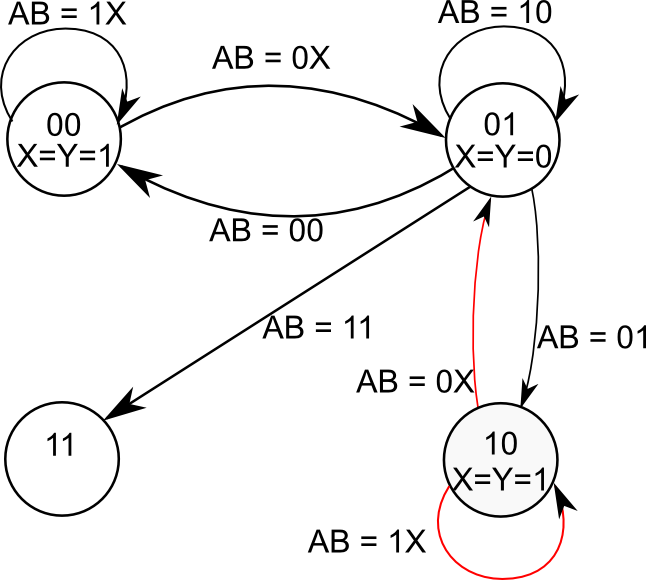 AB = 1X
AB = 10
AB = 0X
00
X=Y=1
01
X=Y=0
AB = 00
AB = 11
AB = 01
AB = 0X
11
10
X=Y=1
AB = 1X